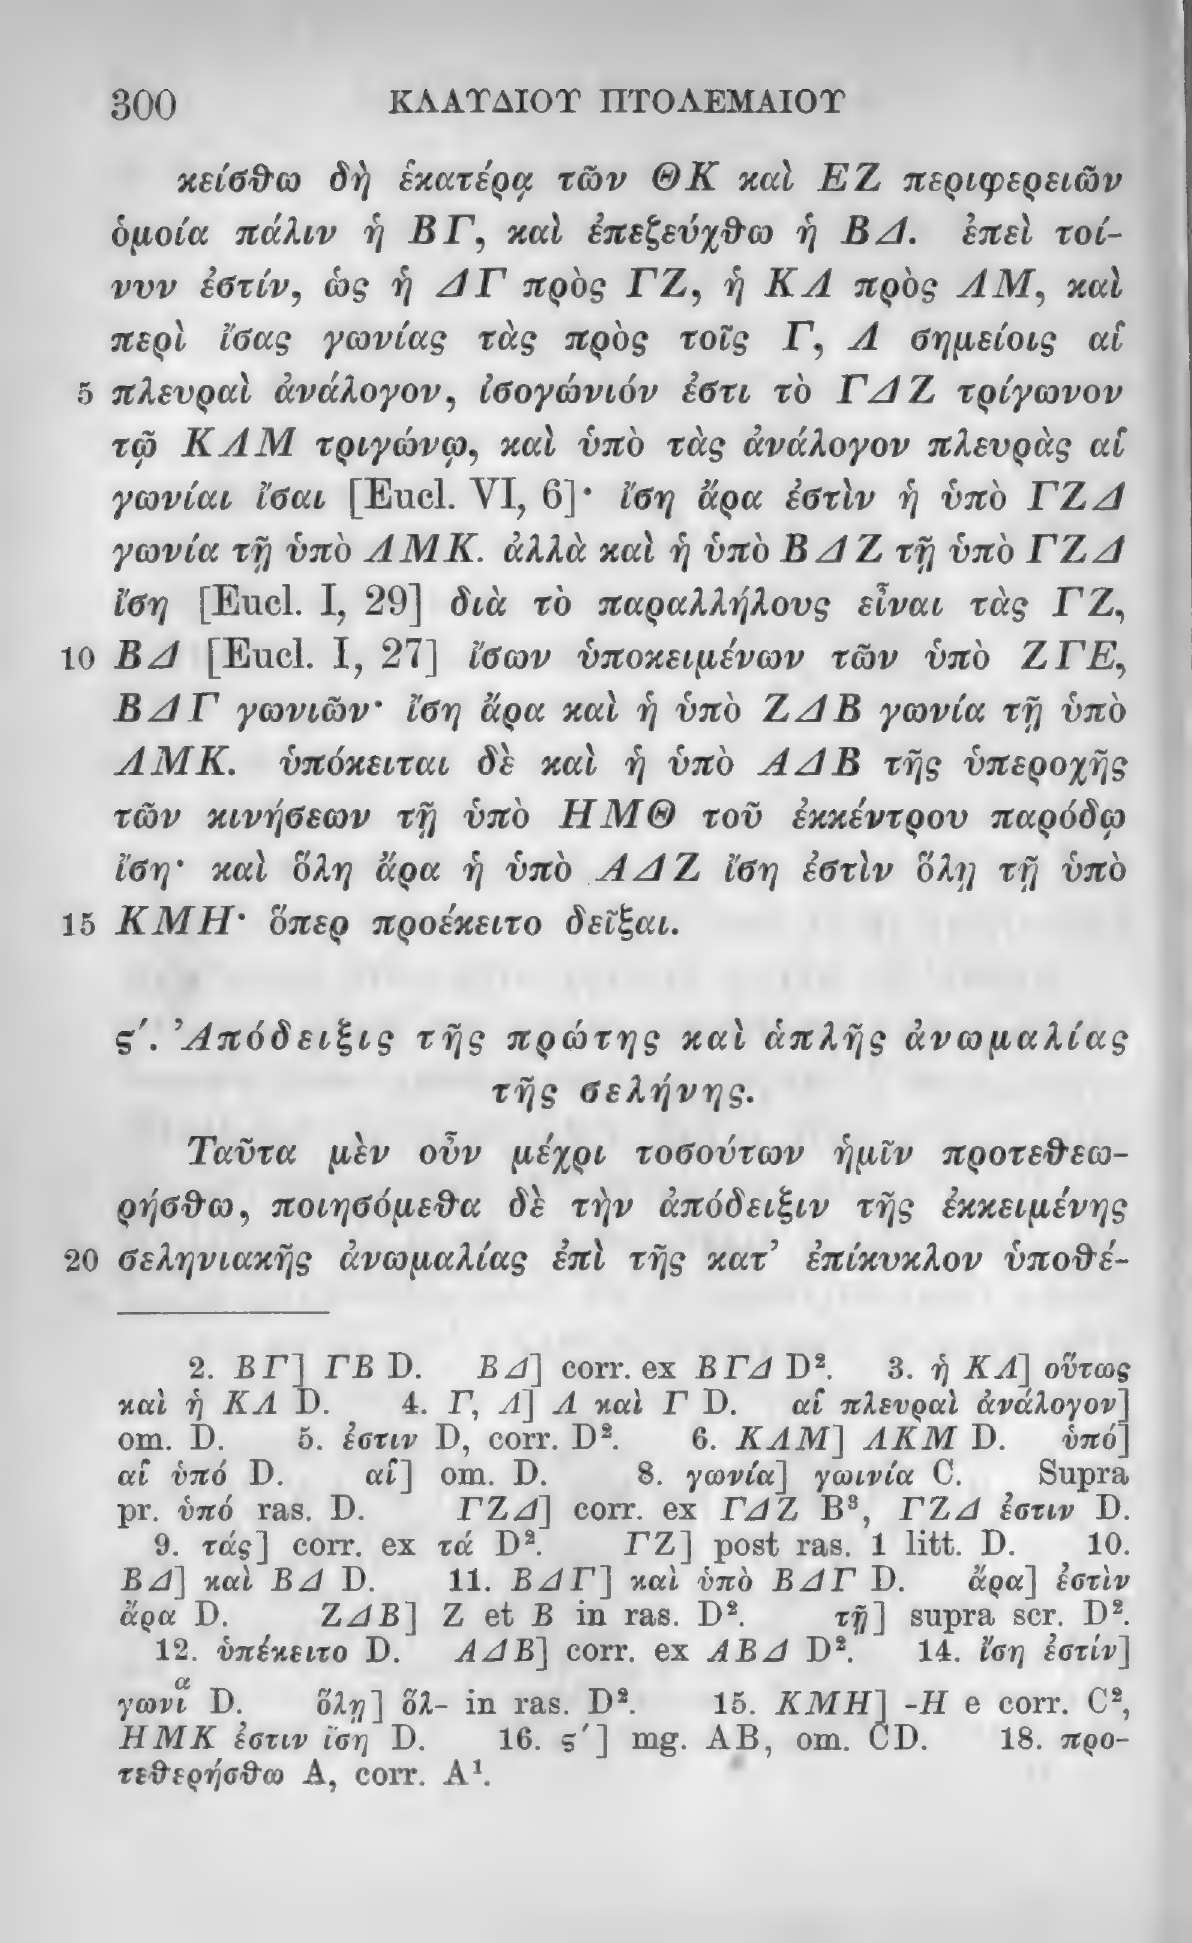 300 ΚΛΑΥΔΙΟΥ ΠΤΟΛΕΜΑΙΟΥ
κείσθω δὴ ἑκατέρᾳ τῶν ΘΚ καὶ ΕΖ περιφερειῶν
ὁμοία πάλιν ἡ ΒΓ, καὶ ἐπεζεύχθω ἡ ΒΔ. ἐπεὶ τοί-
νυν ἐστίν, ὡς ἡ ΔΓ πρὸς ΓΖ, ἡ ΚΛ πρὸς ΛΜ, καὶ
περὶ ἴσας γωνίας τὰς πρὸς τοῖς Γ, Λ σημείοις αἱ
5 πλευραὶ ἀνάλογον, ἰσογώνιόν ἐστι τὸ ΓΔΖ τρίγωνον
τῷ ΚΛΜ τριγώνῳ, καὶ ὑπὸ τὰς ἀνάλογον πλευρὰς αἱ
γωνίαι ἴσαι [Eucl. VI, 6]· ἴση ἄρα ἐστὶν ἡ ὑπὸ ΓΖΔ
γωνία τῇ ὑπὸ ΛΜΚ. ἀλλὰ καὶ ἡ ὑπὸ ΒΔΖ τῇ ὑπὸ ΓΖΔ
ἴση [Eucl. I, 29] διὰ τὸ παραλλήλους εἶναι τὰς ΓΖ,
10 ΒΔ [Eucl. I, 27] ἴσων ὑποκειμένων τῶν ὑπὸ ΖΓΕ,
ΒΔΓ γωνιῶν· ἴση ἄρα καὶ ἡ ὑπὸ ΖΔΒ γωνία τῇ ὑπὸ
ΛΜΚ. ὑπόκειται δὲ καὶ ἡ ὑπὸ ΑΔΒ τῆς ὑπεροχῆς
τῶν κινήσεων τῇ ὑπὸ ΗΜΘ τοῦ ἐκκέντρου παρόδῳ
ἴση· καὶ ὅλη ἄρα ἡ ὑπὸ ΑΔΖ ἴση ἐστὶν ὅλῃ τῇ ὑπὸ
15 ΚΜΗ· ὅπερ προέκειτο δεῖξαι.
ϛ′. Ἀπόδειξις τῆς πρώτης καὶ ἁπλῆς ἀνωμαλίας
τῆς σελήνης.
Ταῦτα μὲν οὖν μέχρι τοσούτων ἡμῖν προτεθεω-
ρήσθω, ποιησόμεθα δὲ τὴν ἀπόδειξιν τῆς ἐκκειμένης
20 σεληνιακῆς ἀνωμαλίας ἐπὶ τῆς κατ’ ἐπίκυκλον ὑποθέ-
2. ΒΓ] ΓΒ D. ΒΔ] corr. ex ΒΓΔ D². 3. ἡ ΚΛ] οὕτως
καὶ ἡ ΚΛ D. 4. Γ, Λ] Λ καὶ Γ D. αἱ πλευραὶ ἀνάλογον]
om. D. 5. ἐστιν D, corr. D². 6. ΚΛΜ] ΛΚΜ D. ὑπό]
αἱ ὑπό D. αἱ] om. D. 8. γωνία] γωινία C. Supra
pr. ὑπό ras. D. ΓΖΔ] corr. ex ΓΔΖ B³, ΓΖΔ ἐστιν D.
9. τάς] corr. ex τά D². ΓΖ] post ras. 1 litt. D. 10.
ΒΔ] καὶ ΒΔ D. 11. ΒΔΓ] καὶ ὑπὸ ΒΔΓ D. ἄρα] ἐστὶν
ἄρα D. ΖΔΒ] Ζ et Β in ras. D². τῇ] supra scr. D².
12. ὑπέκειτο D. ΑΔΒ] corr. ex ΑΒΔ D². 14. ἴση ἐστίν]
γωνι<sup>α</sup> D. ὅλῃ] ὅλ- in ras. D². 15. ΚΜΗ] -Η e corr. C²,
ΗΜΚ ἐστιν ἴση D. 16. ϛ′] mg. AB, om. CD. 18. προ-
τεθερήσθω A, corr. A¹.